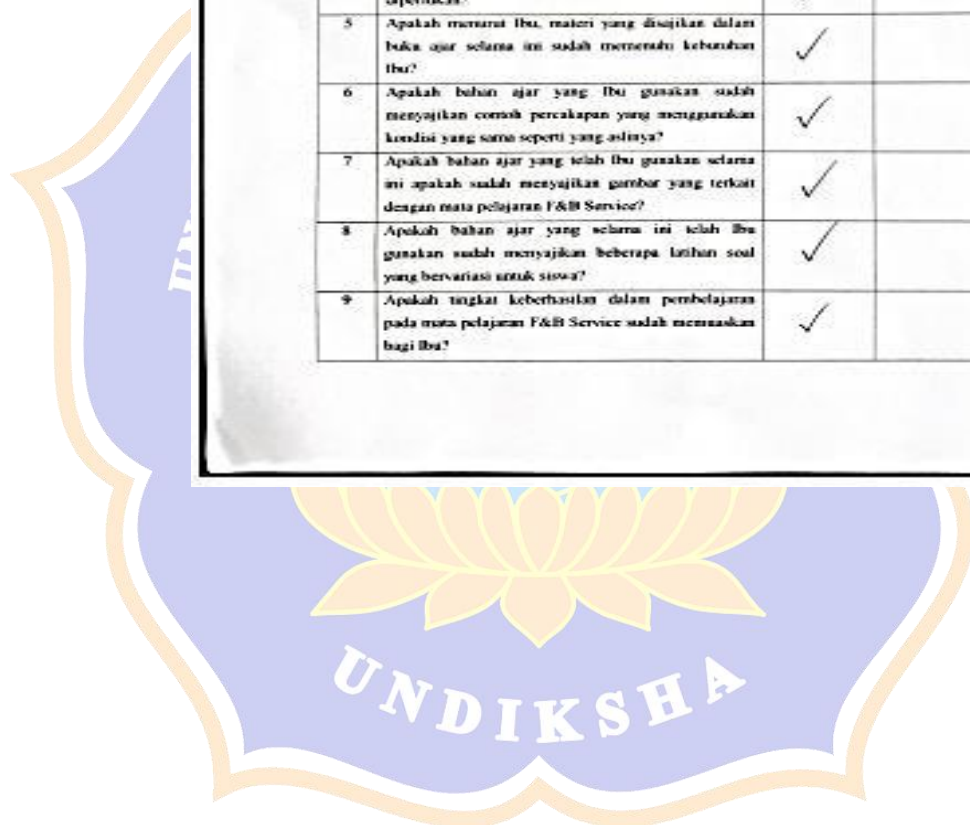 diperlukan?
5 Apakah menurut Ibu, materi yang disajikan dalam
buku ajar selama ini sudah memenuhi kebutuhan
Ibu?
6 Apakah bahan ajar yang Ibu gunakan sudah
menyajikan contoh percakapan yang menggunakan
kondisi yang sama seperti yang aslinya?
7 Apakah bahan ajar yang telah Ibu gunakan selama
ini apakah sudah menyajikan gambar yang terkait
dengan mata pelajaran F&B Service?
8 Apakah bahan ajar yang selama ini telah Ibu
gunakan sudah menyajikan beberapa latihan soal
yang bervariasi untuk siswa?
9 Apakah tingkat keberhasilan dalam pembelajaran
pada mata pelajaran F&B Service sudah memuaskan
bagi Ibu?
UNDIKSHA